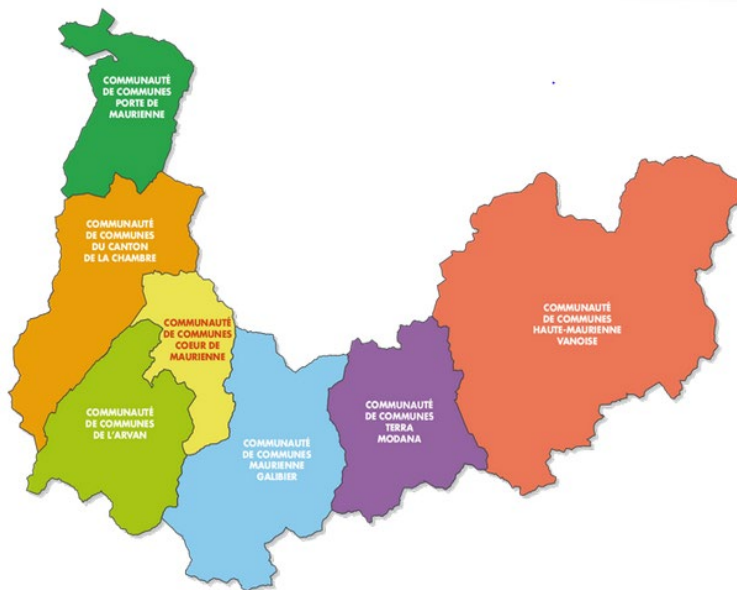 COMMUNAUTÉ
DE COMMUNES
PORTE DE
MAURIENNE
COMMUNAUTÉ
DE COMMUNES
DU CANTON
DE LA CHAMBRE
COMMUNAUTÉ
DE COMMUNES
COEUR DE
MAURIENNE
COMMUNAUTÉ
DE COMMUNES
HAUTE-MAURIENNE
VANOISE
COMMUNAUTÉ
DE COMMUNES
DE L'ARVAN
COMMUNAUTÉ
DE COMMUNES
TERRA
MODANA
COMMUNAUTÉ
DE COMMUNES
MAURIENNE
GALIBIER